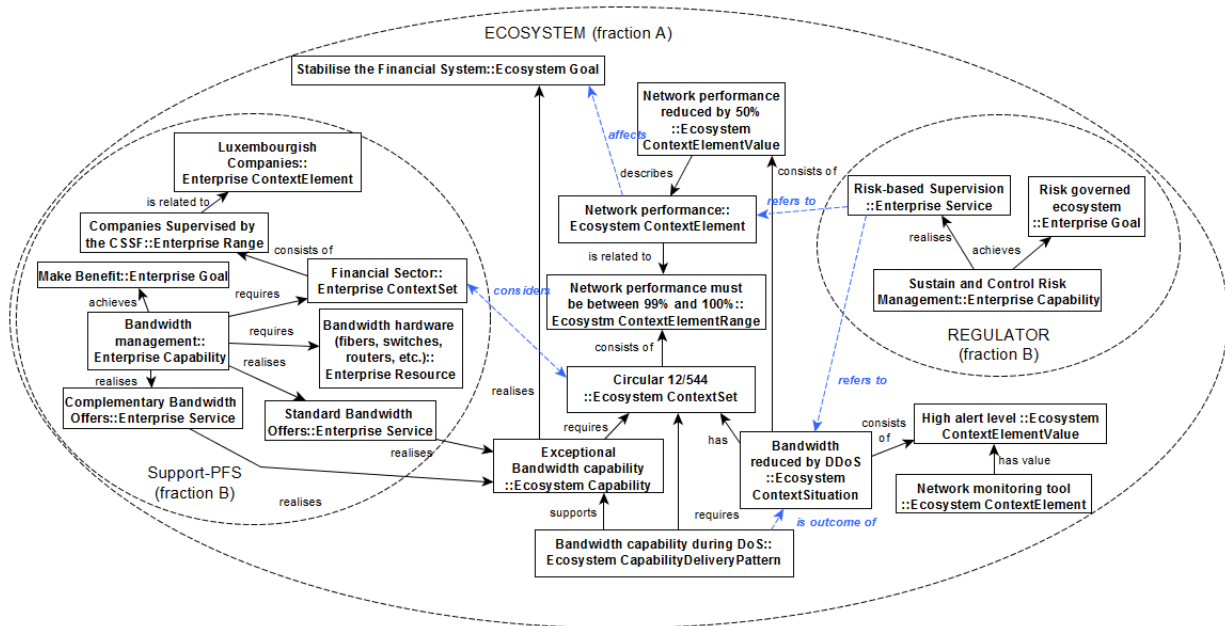 ECOSYSTEM (fraction A)
Stabilise the Financial System::Ecosystem Goal
Network performance
reduced by 50%
::Ecosystem
ContextElementValue
affects
describes
consists of
Luxembourgish
Companies::
Enterprise ContextElement
is related to
Companies Supervised by
the CSSF::Enterprise Range
consists of
Make Benefit::Enterprise Goal
achieves
requires
Financial Sector::
Enterprise ContextSet
Bandwidth
management::
Enterprise Capability
requires
realises
Bandwidth hardware
(fibers, switches,
routers, etc.)::
Enterprise Resource
realises
Complementary Bandwidth
Offers::Enterprise Service
Standard Bandwidth
Offers::Enterprise Service
Support-PFS
(fraction B)
realises
realises
realises
considers
Network performance::
Ecosystem ContextElement
is related to
Network performance must
be between 99% and 100%::
Ecosystm ContextElementRange
consists of
Circular 12/544
::Ecosystem ContextSet
requires
has
Exceptional
Bandwidth capability
::Ecosystem Capability
supports
requires
Bandwidth capability during DoS::
Ecosystem CapabilityDeliveryPattern
is outcome of
Bandwidth
reduced by DDoS
::Ecosystem
ContextSituation
consists
of
High alert level ::Ecosystem
ContextElementValue
has value
Network monitoring tool
::Ecosystem ContextElement
refers to
refers to
Risk-based Supervision
::Enterprise Service
Risk governed
ecosystem
::Enterprise Goal
realises
achieves
Sustain and Control Risk
Management::Enterprise Capability
REGULATOR
(fraction B)